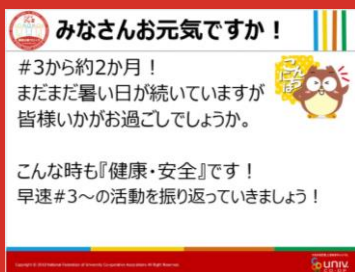 みなさんお元気ですか！
#3から約2か月！
まだまだ暑い日が続いていますが
皆様いかがお過ごしでしょうか。
こんにちは
こんな時も『健康・安全』です！
早速#3～の活動を振り返っていきましょう！
univ.